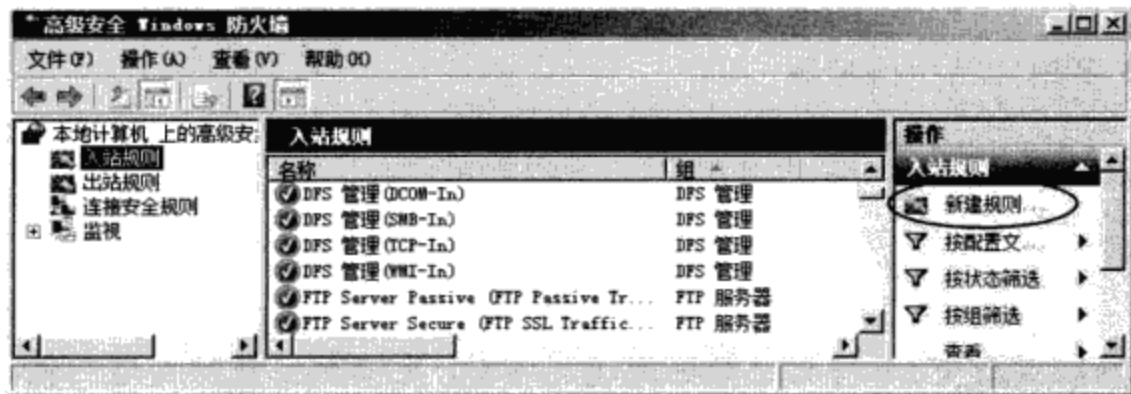 高级安全 Windows 防火墙
文件(F) 操作(A) 查看(V) 帮助(H)
本地计算机 上的高级安
入站规则
出站规则
连接安全规则
监视
入站规则
名称 组
DFS 管理(DCOM-In) DFS 管理
DFS 管理(SMB-In) DFS 管理
DFS 管理(TCP-In) DFS 管理
DFS 管理(WMI-In) DFS 管理
FTP Server Passive (FTP Passive Tr... FTP 服务器
FTP Server Secure (FTP SSL Traffic... FTP 服务器
操作
入站规则
新建规则...
按配置文...
按状态筛选
按组筛选
查看